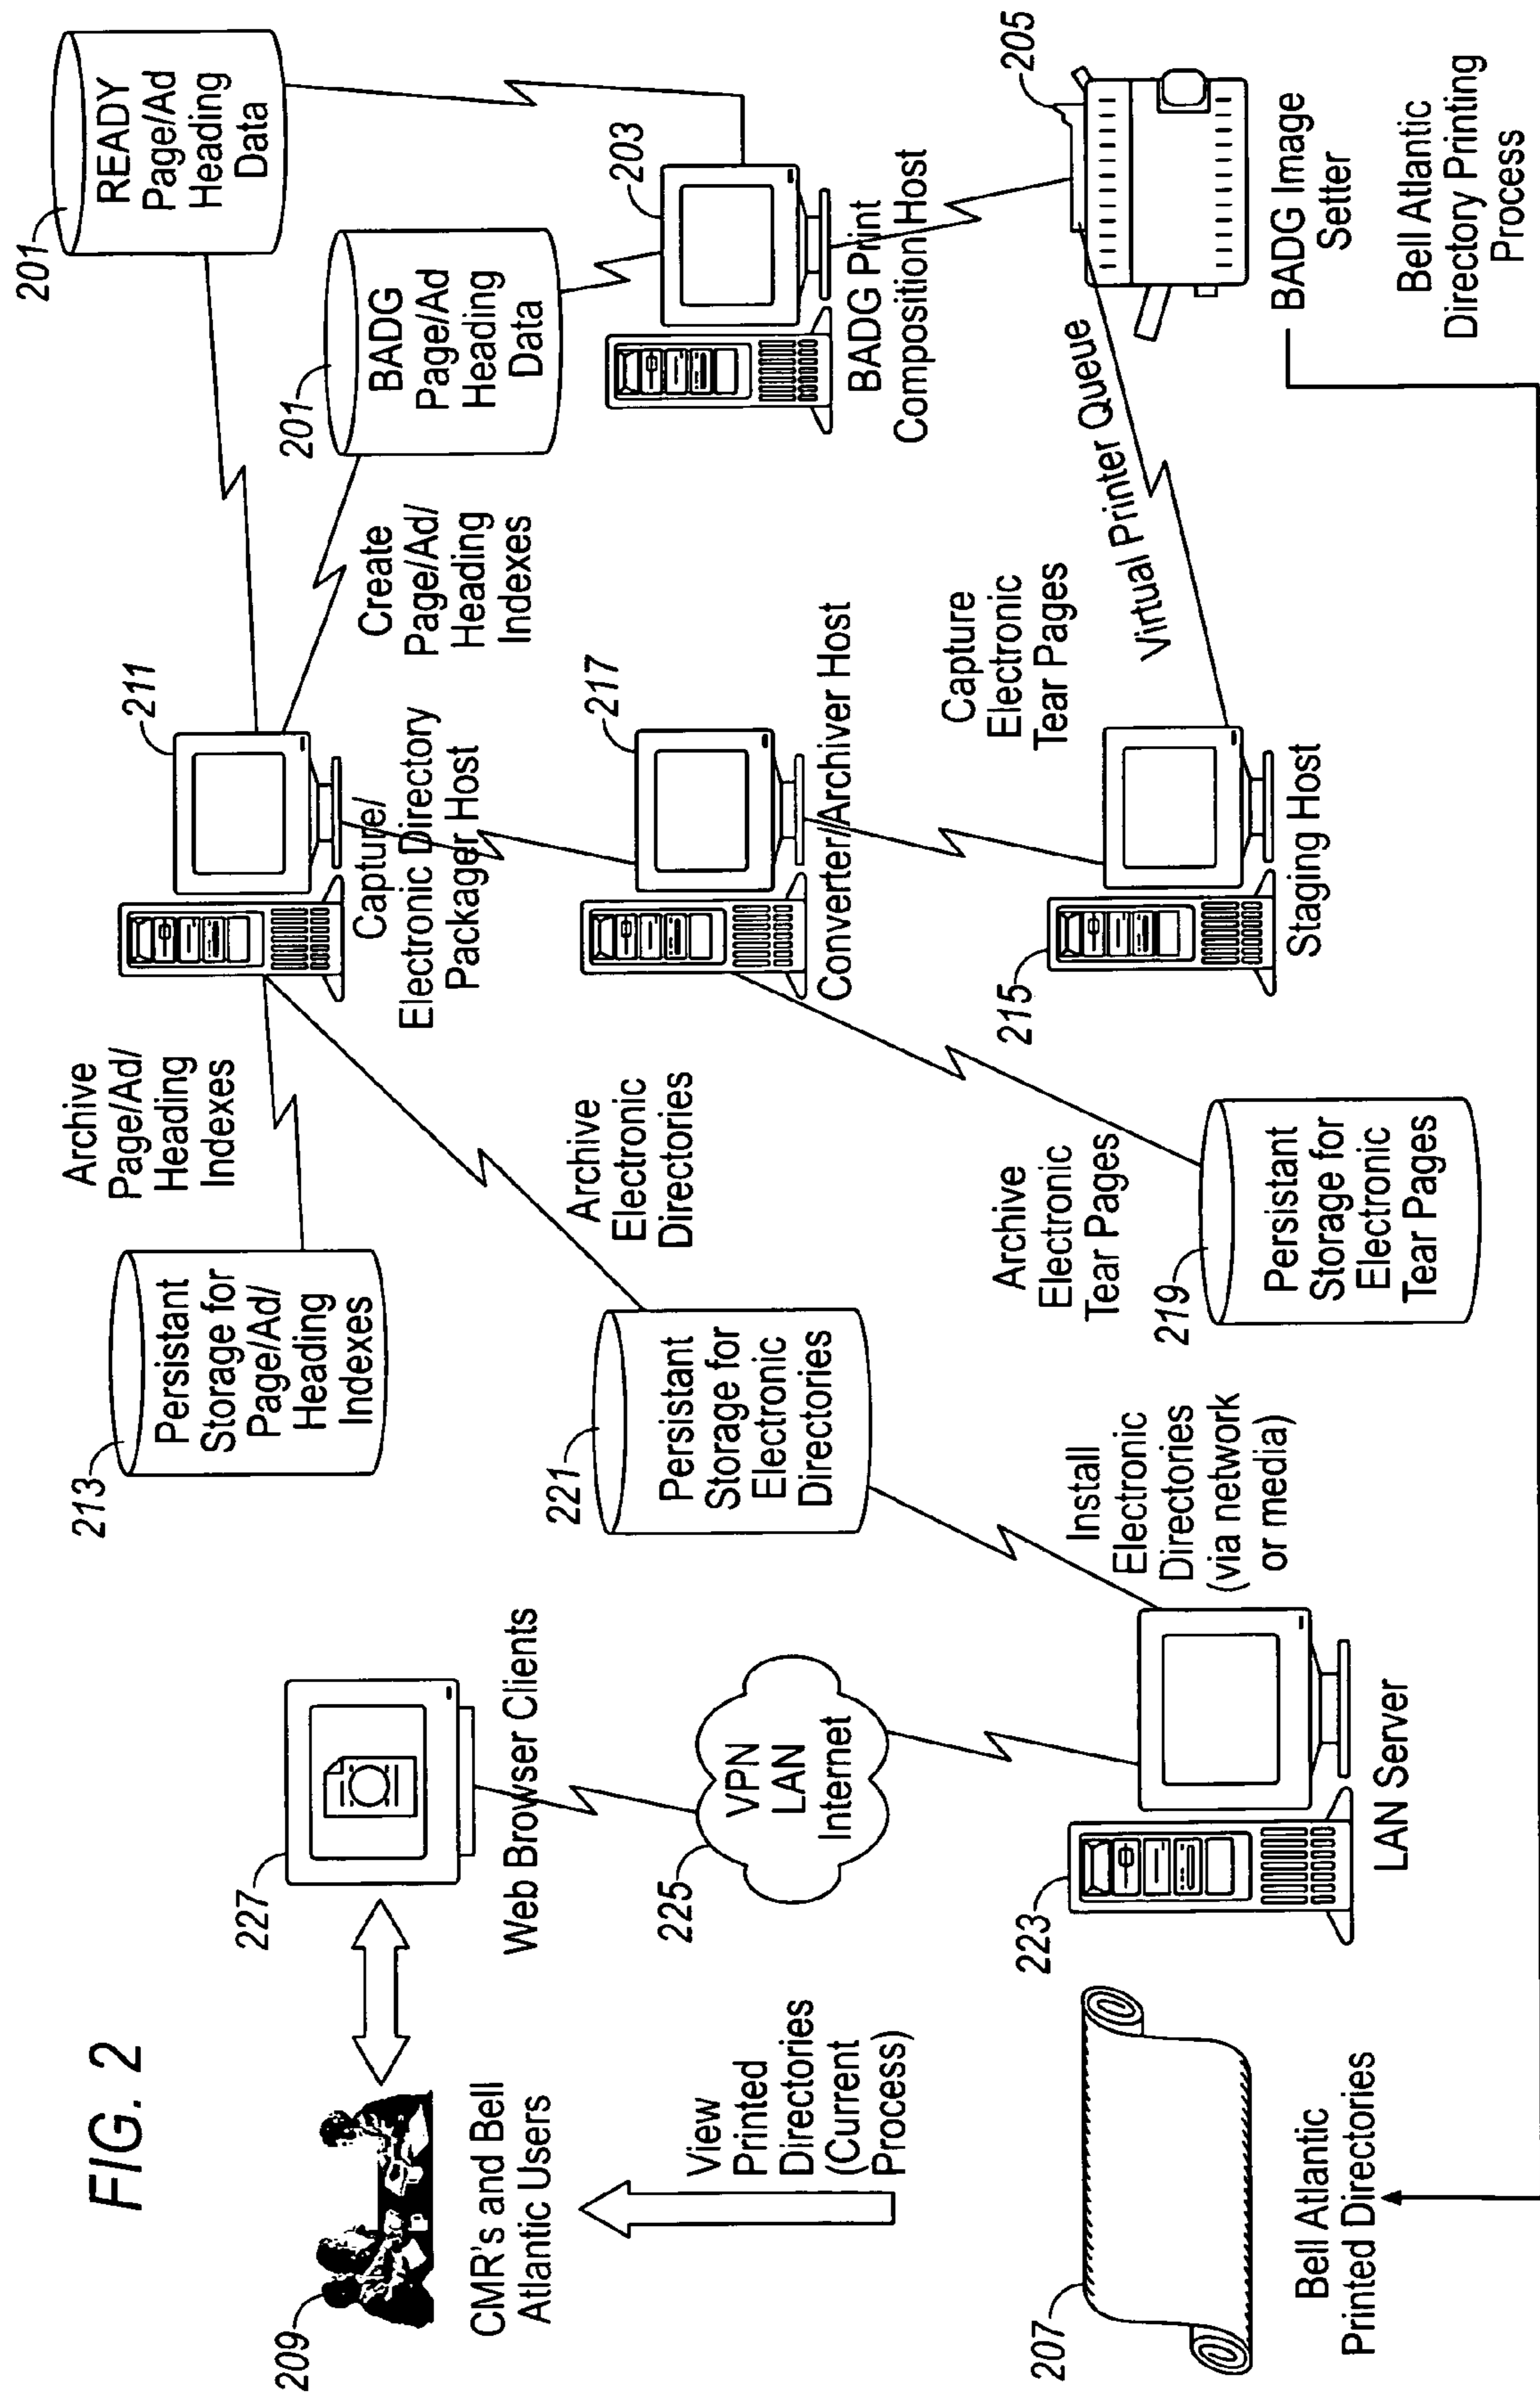 FIG. 2
209
CMR's and Bell
Atlantic Users
227
Web Browser Clients
View
Printed
Directories
(Current
Process)
225
VPN
LAN
Internet
207
Bell Atlantic
Printed Directories
223
LAN Server
Install
Electronic
Directories
(via network
or media)
213
Persistant
Storage for
Page/Ad/
Heading
Indexes
Archive
Page/Ad/
Heading
Indexes
221
Persistant
Storage for
Electronic
Directories
Archive
Electronic
Directories
219
Persistant
Storage for
Electronic
Tear Pages
Archive
Electronic
Tear Pages
211
Capture/
Electronic Directory
Packager Host
217
Converter/Archiver Host
215
Staging Host
Capture
Electronic
Tear Pages
Virtual Printer Queue
Create
Page/Ad/
Heading
Indexes
201
READY
Page/Ad
Heading
Data
201
BADG
Page/Ad
Heading
Data
203
BADG Print
Composition Host
205
BADG Image
Setter
Bell Atlantic
Directory Printing
Process